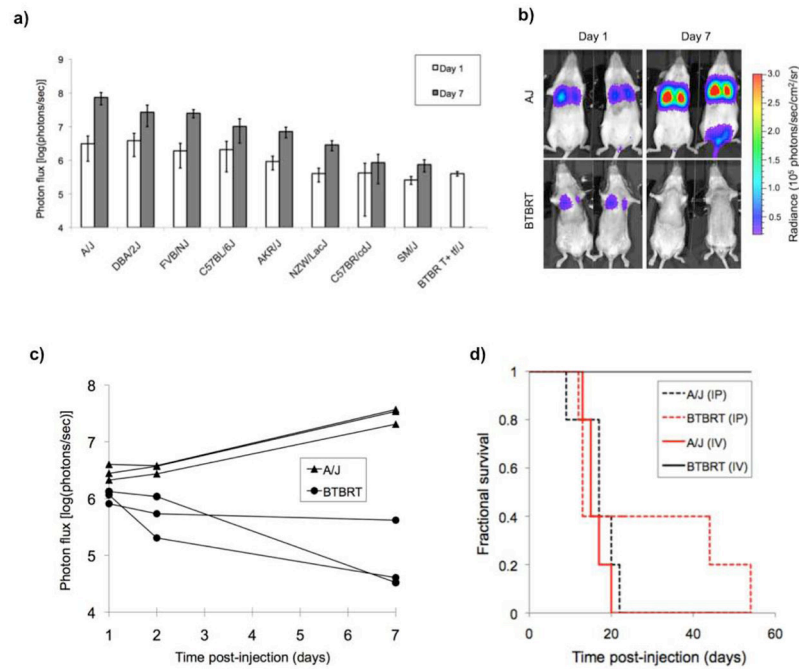 a)
Photon flux [log(photons/sec)]
9
8
7
6
5
4
Day 1
Day 7
A/J
DBA/2J
FVB/NJ
C57BL/6J
AKR/J
NZW/LacJ
C57BR/cdJ
SM/J
BTBR T+ tf/J
b)
Day 1 Day 7
AJ
BTBRT
3.0
2.5
2.0
1.5
1.0
0.5
Radiance (10⁵ photons/sec/cm²/sr)
c)
Photon flux [log(photons/sec)]
8
7
6
5
4
A/J
BTBRT
1 2 3 4 5 6 7
Time post-injection (days)
d)
Fractional survival
1
0.8
0.6
0.4
0.2
0
A/J (IP)
BTBRT (IP)
A/J (IV)
BTBRT (IV)
0 20 40 60
Time post-injection (days)